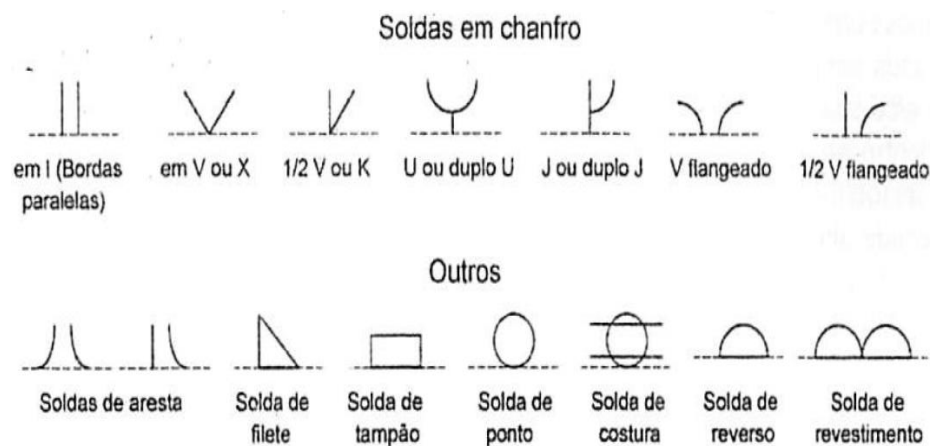 Soldas em chanfro
em I (Bordas paralelas)
em V ou X
1/2 V ou K
U ou duplo U
J ou duplo J
V flangeado
1/2 V flangeado
Outros
Soldas de aresta
Solda de filete
Solda de tampão
Solda de ponto
Solda de costura
Solda de reverso
Solda de revestimento